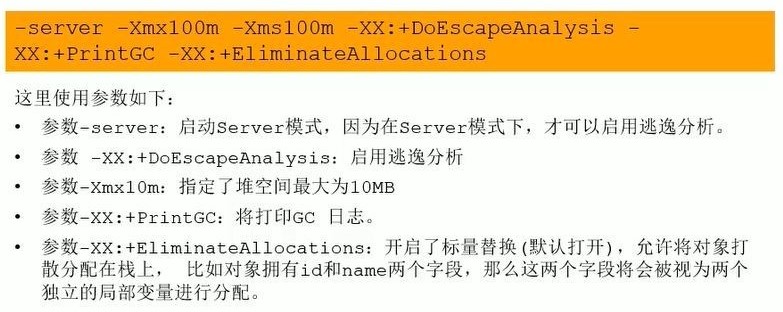 -server -Xmx100m -Xms100m -XX:+DoEscapeAnalysis -
XX:+PrintGC -XX:+EliminateAllocations
这里使用参数如下：
• 参数-server：启动Server模式，因为在Server模式下，才可以启用逃逸分析。
• 参数 -XX:+DoEscapeAnalysis：启用逃逸分析
• 参数-Xmx10m：指定了堆空间最大为10MB
• 参数-XX:+PrintGC：将打印GC 日志。
• 参数-XX:+EliminateAllocations：开启了标量替换(默认打开)，允许将对象打
散分配在栈上， 比如对象拥有id和name两个字段，那么这两个字段将会被视为两个
独立的局部变量进行分配。